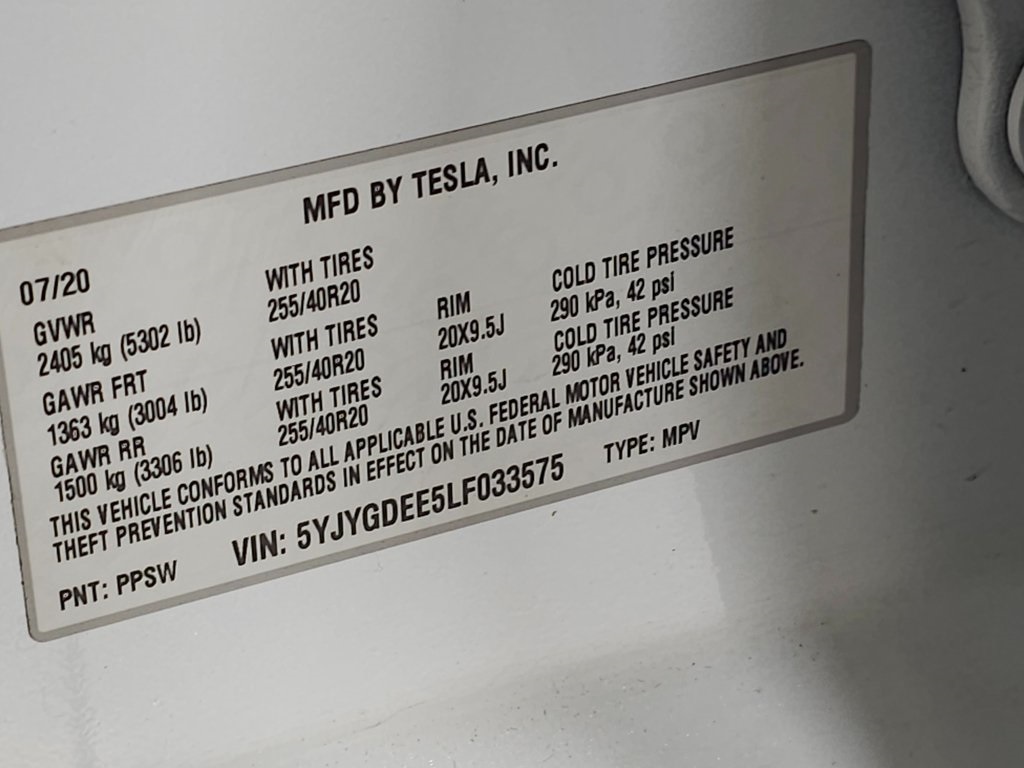 MFD BY TESLA, INC.
07/20
GVWR WITH TIRES
2405 kg (5302 lb) 255/40R20 RIM COLD TIRE PRESSURE
GAWR FRT WITH TIRES 20X9.5J 290 kPa, 42 psi
1363 kg (3004 lb) 255/40R20 RIM COLD TIRE PRESSURE
GAWR RR WITH TIRES 20X9.5J 290 kPa, 42 psi
1500 kg (3306 lb) 255/40R20
THIS VEHICLE CONFORMS TO ALL APPLICABLE U.S. FEDERAL MOTOR VEHICLE SAFETY AND
THEFT PREVENTION STANDARDS IN EFFECT ON THE DATE OF MANUFACTURE SHOWN ABOVE.
PNT: PPSW VIN: 5YJYGDEE5LF033575 TYPE: MPV